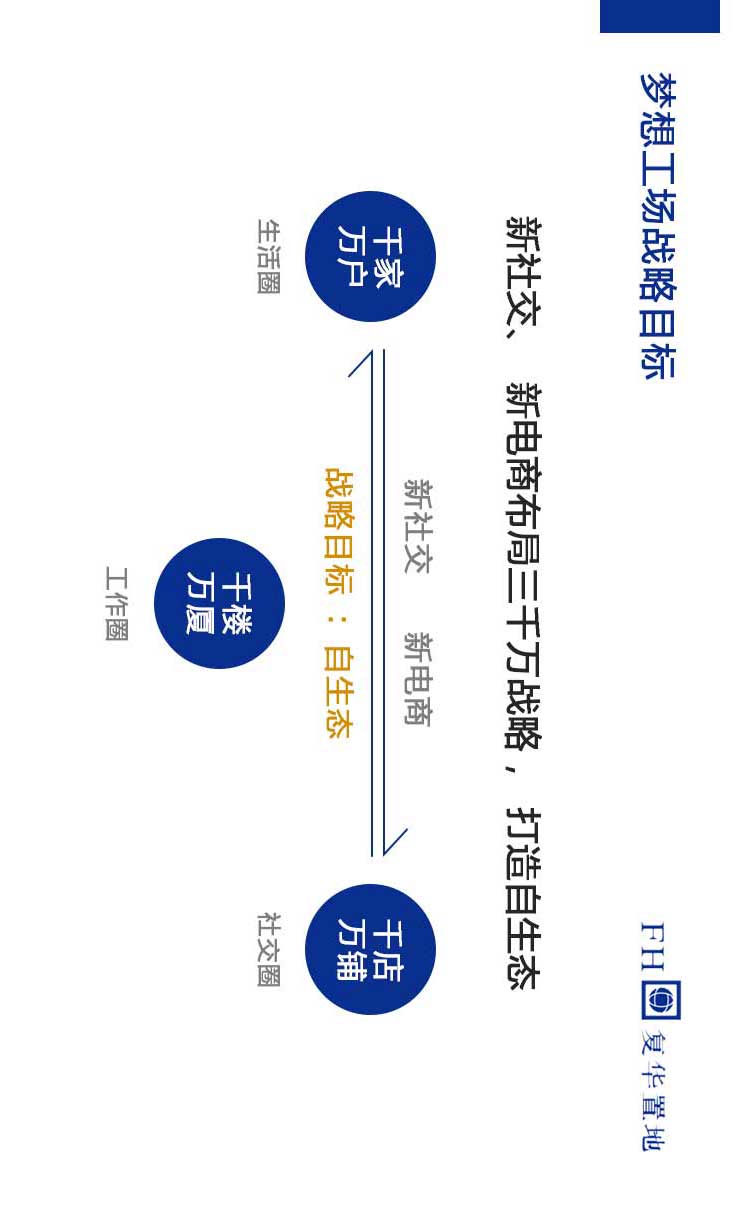 梦想工场战略目标
FH 复华置地
新社交、 新电商布局三千万战略， 打造自生态
新社交 新电商
千家
万户
战略目标 ：自生态
千店
万铺
生活圈
社交圈
千楼
万厦
工作圈